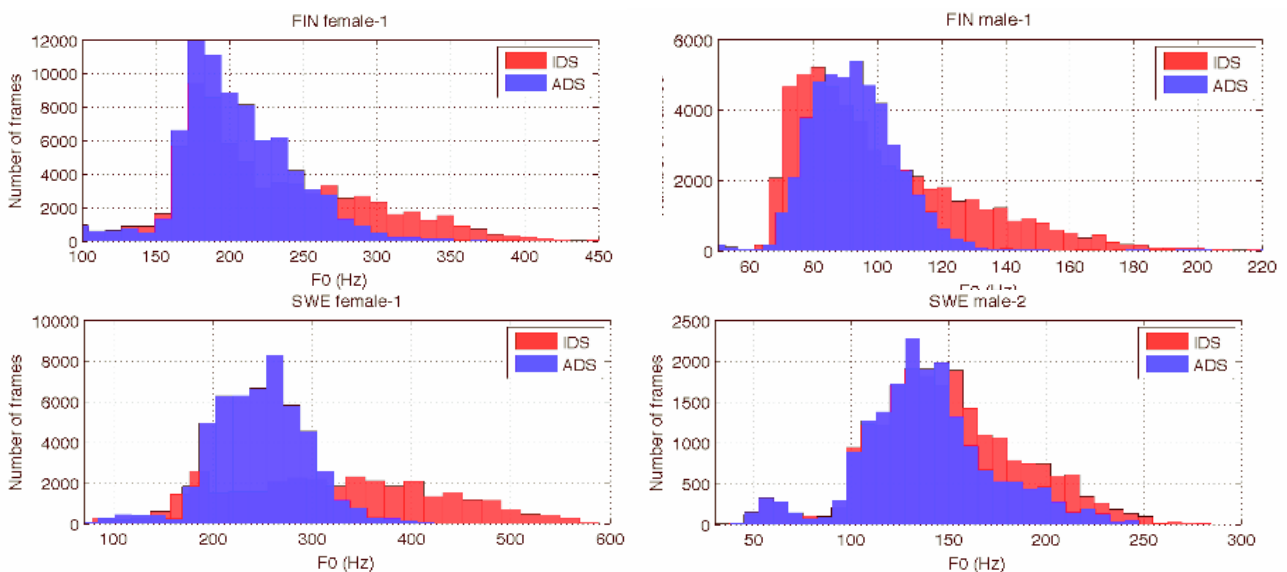 FIN female-1
12000
10000
8000
6000
4000
2000
0
Number of frames
IDS
ADS
100 150 200 250 300 350 400 450
F0 (Hz)
FIN male-1
6000
4000
2000
0
IDS
ADS
60 80 100 120 140 160 180 200 220
F0 (Hz)
SWE female-1
10000
8000
6000
4000
2000
0
Number of frames
IDS
ADS
100 200 300 400 500 600
F0 (Hz)
SWE male-2
2500
2000
1500
1000
500
0
Number of frames
IDS
ADS
50 100 150 200 250 300
F0 (Hz)